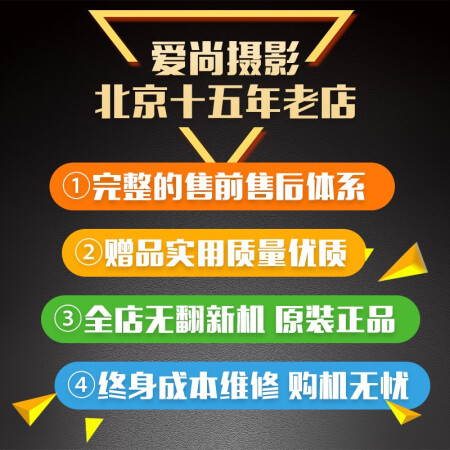 爱尚摄影
北京十五年老店
①完整的售前售后体系
②赠品实用质量优质
③全店无翻新机 原装正品
④终身成本维修 购机无忧